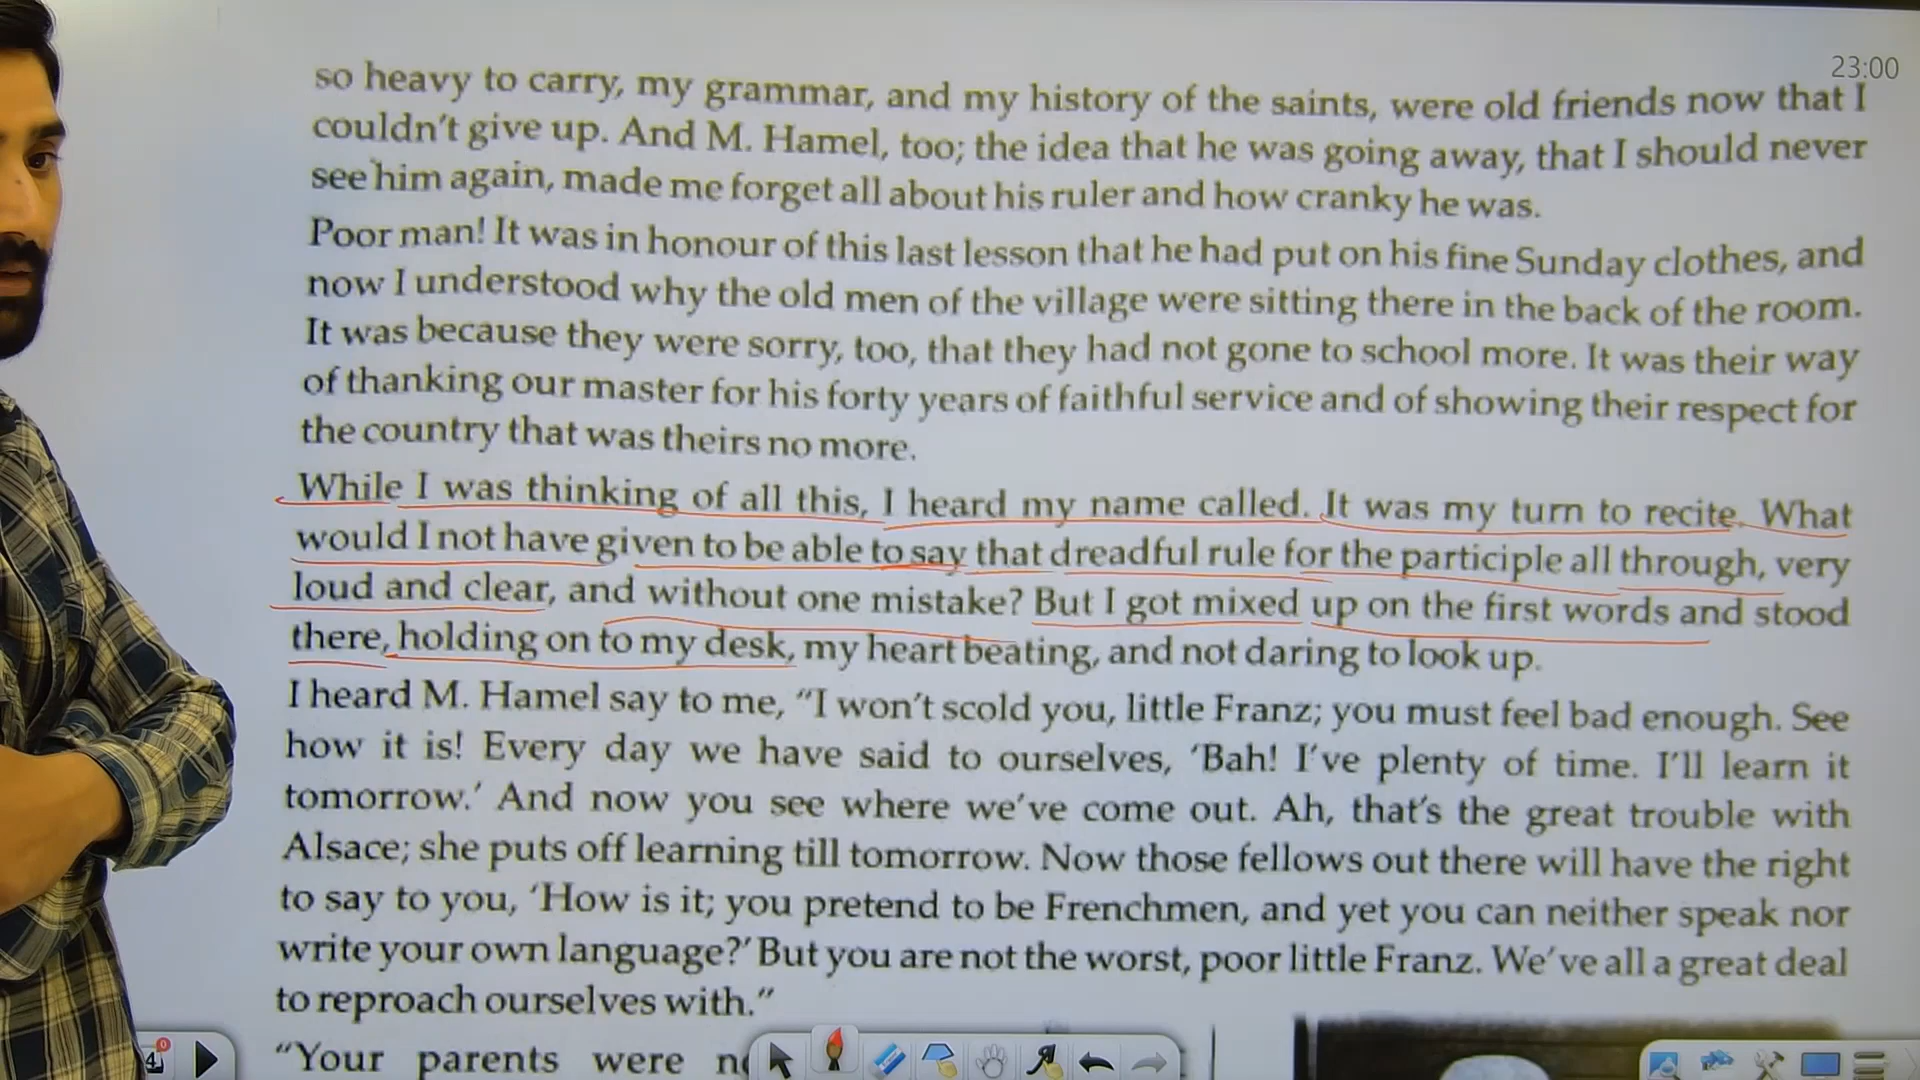 23:00
so heavy to carry, my grammar, and my history of the saints, were old friends now that I
couldn't give up. And M. Hamel, too; the idea that he was going away, that I should never
see him again, made me forget all about his ruler and how cranky he was.
Poor man! It was in honour of this last lesson that he had put on his fine Sunday clothes, and
now I understood why the old men of the village were sitting there in the back of the room.
It was because they were sorry, too, that they had not gone to school more. It was their way
of thanking our master for his forty years of faithful service and of showing their respect for
the country that was theirs no more.
While I was thinking of all this, I heard my name called. It was my turn to recite. What
would I not have given to be able to say that dreadful rule for the participle all through, very
loud and clear, and without one mistake? But I got mixed up on the first words and stood
there, holding on to my desk, my heart beating, and not daring to look up.
I heard M. Hamel say to me, "I won't scold you, little Franz; you must feel bad enough. See
how it is! Every day we have said to ourselves, 'Bah! I've plenty of time. I'll learn it
tomorrow.' And now you see where we've come out. Ah, that's the great trouble with
Alsace; she puts off learning till tomorrow. Now those fellows out there will have the right
to say to you, 'How is it; you pretend to be Frenchmen, and yet you can neither speak nor
write your own language?' But you are not the worst, poor little Franz. We've all a great deal
to reproach ourselves with."
"Your parents were